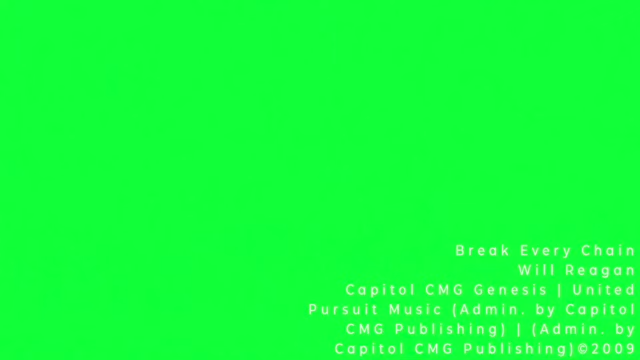 Break Every Chain
Will Reagan
Capitol CMG Genesis | United
Pursuit Music (Admin. by Capitol
CMG Publishing) | (Admin. by
Capitol CMG Publishing)©2009